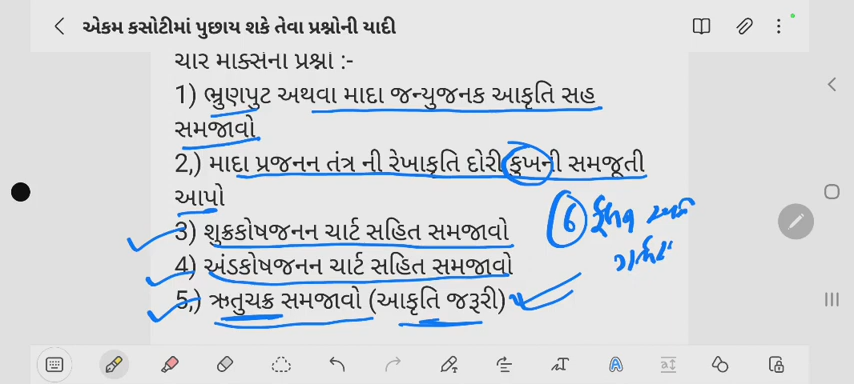 એકમ કસોટીમાં પુછાય શકે તેવા પ્રશ્નોની યાદી
ચાર માર્ક્સના પ્રશ્નો :-
1) ભ્રુણપુટ અથવા માદા જન્યુજનક આકૃતિ સહ
સમજાવો
2,) માદા પ્રજનન તંત્ર ની રેખાકૃતિ દોરી કુખની સમજૂતી
આપો
3) શુક્રકોષજનન ચાર્ટ સહિત સમજાવો
4) અંડકોષજનન ચાર્ટ સહિત સમજાવો
5,) ઋતુચક્ર સમજાવો (આકૃતિ જરૂરી)